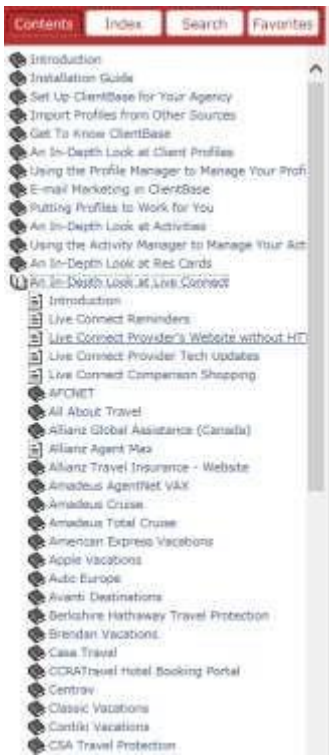 Contents Index Search Favorites
Introduction
Installation Guide
Set Up ClientBase for Your Agency
Import Profiles from Other Sources
Get To Know ClientBase
An In-Depth Look at Client Profiles
Using the Profile Manager to Manage Your Profi
E-mail Marketing in ClientBase
Putting Profiles to Work for You
An In-Depth Look at Activities
Using the Activity Manager to Manage Your Act
An In-Depth Look at Res Cards
An In-Depth Look at Live Connect
Introduction
Live Connect Reminders
Live Connect Provider's Website without HT
Live Connect Provider Tech Updates
Live Connect Comparison Shopping
AFCNET
All About Travel
Allianz Global Assistance (Canada)
Allianz Agent Max
Allianz Travel Insurance - Website
Amadeus AgentNet VAX
Amadeus Cruise
Amadeus Total Cruise
American Express Vacations
Apple Vacations
Auto Europe
Avanti Destinations
Berkshire Hathaway Travel Protection
Brendan Vacations
Casa Travel
CCRATravel Hotel Booking Portal
Centrav
Classic Vacations
Contiki Vacations
CSA Travel Protection